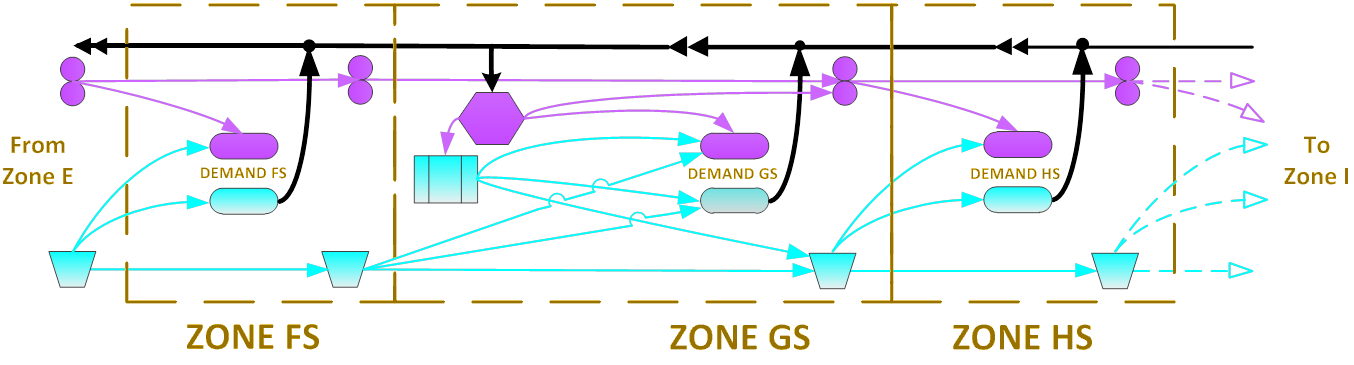 From
Zone E
DEMAND FS
DEMAND GS
DEMAND HS
To
Zone I
ZONE FS
ZONE GS
ZONE HS